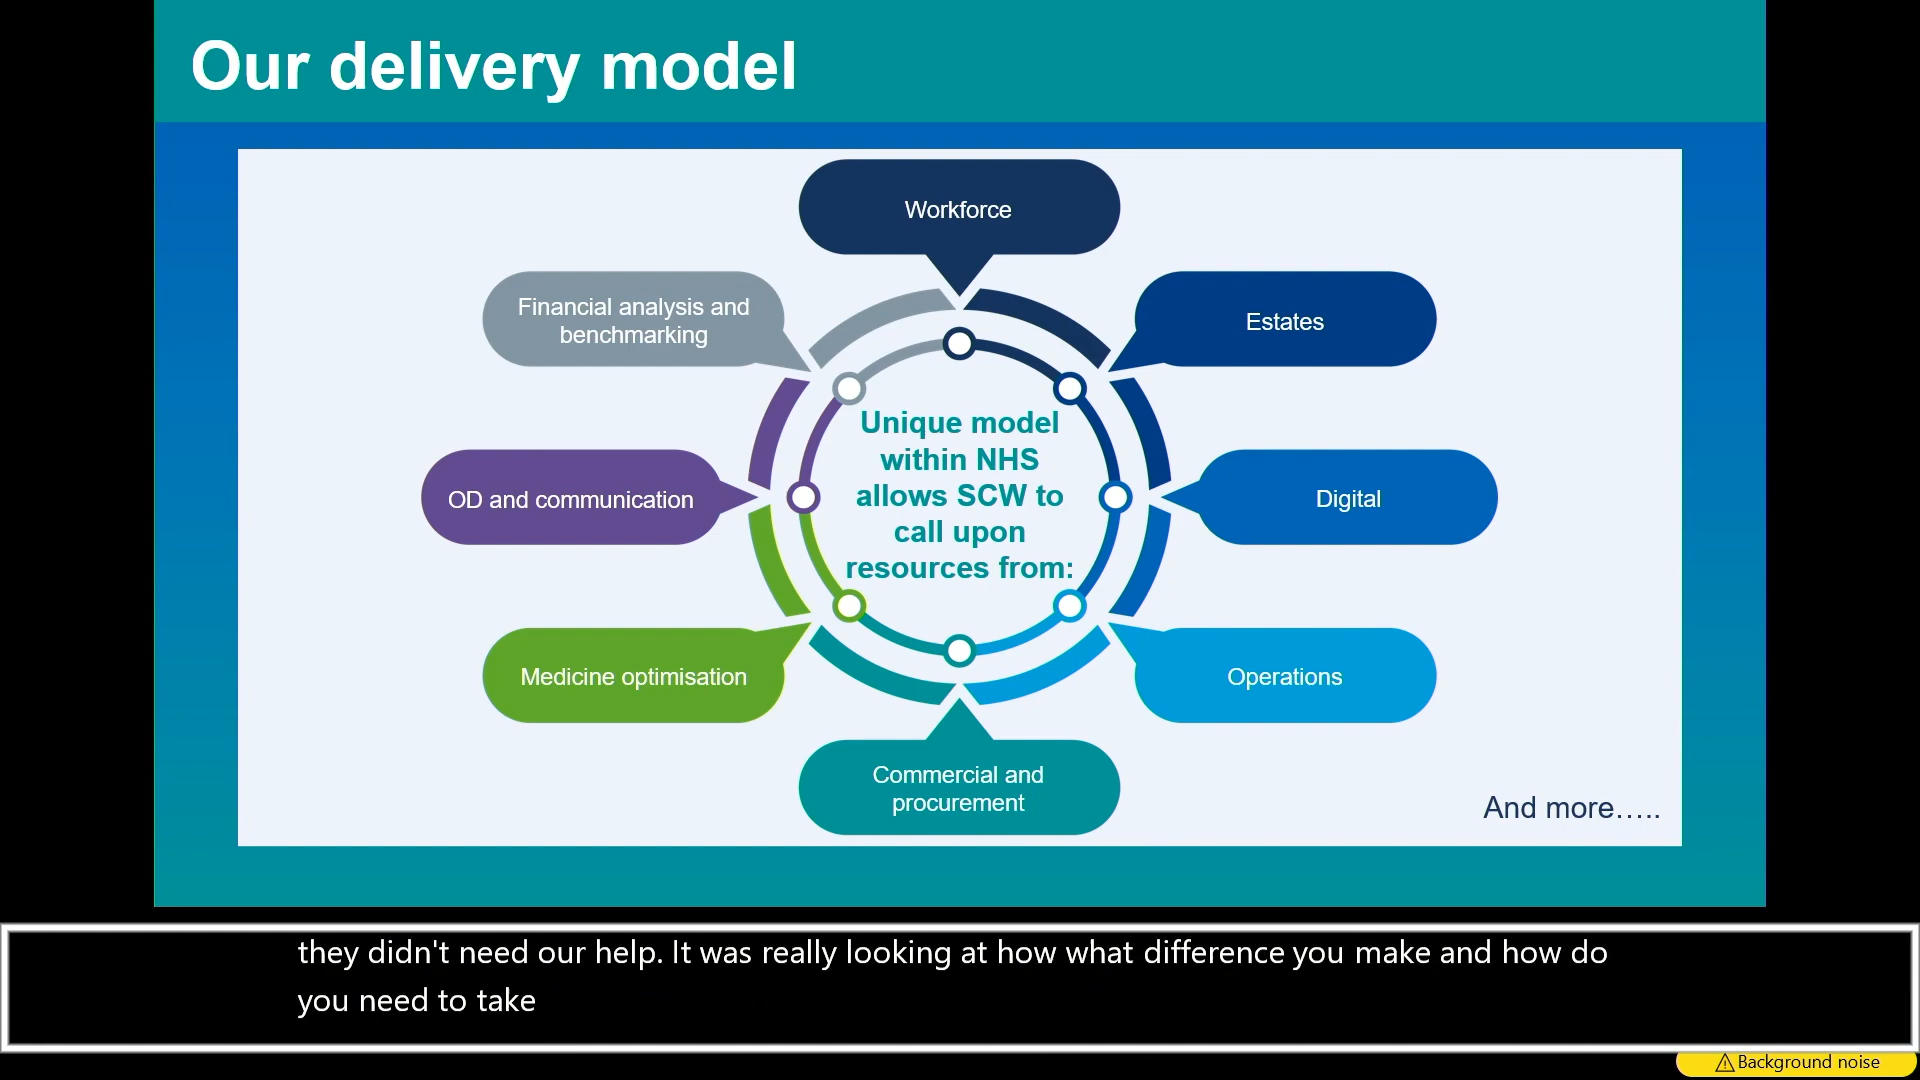 Our delivery model
Workforce
Financial analysis and
benchmarking
Estates
Unique model
within NHS
allows SCW to
call upon
resources from:
OD and communication
Digital
Medicine optimisation
Operations
Commercial and
procurement
And more…..
they didn't need our help. It was really looking at how what difference you make and how do
you need to take
⚠Background noise